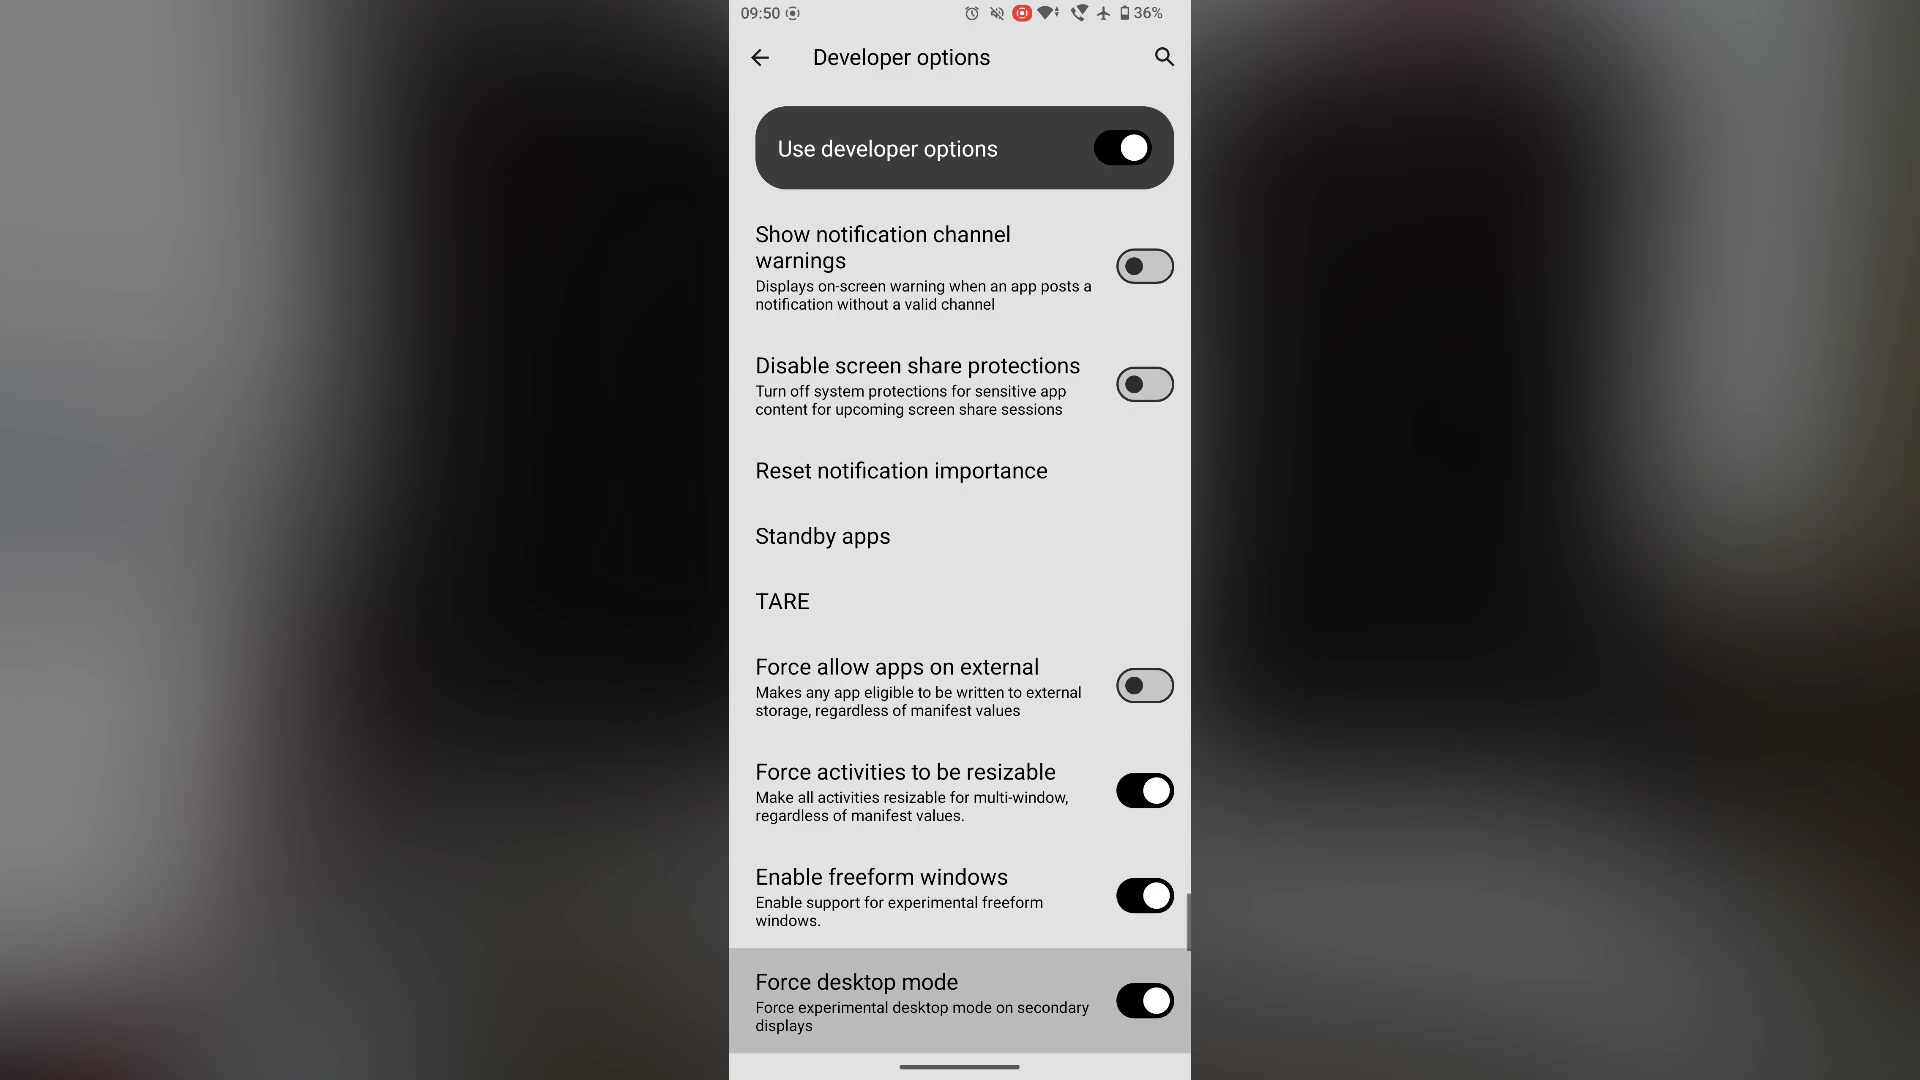 09:50 36%
Developer options
Use developer options
Show notification channel
warnings
Displays on-screen warning when an app posts a
notification without a valid channel
Disable screen share protections
Turn off system protections for sensitive app
content for upcoming screen share sessions
Reset notification importance
Standby apps
TARE
Force allow apps on external
Makes any app eligible to be written to external
storage, regardless of manifest values
Force activities to be resizable
Make all activities resizable for multi-window,
regardless of manifest values.
Enable freeform windows
Enable support for experimental freeform
windows.
Force desktop mode
Force experimental desktop mode on secondary
displays